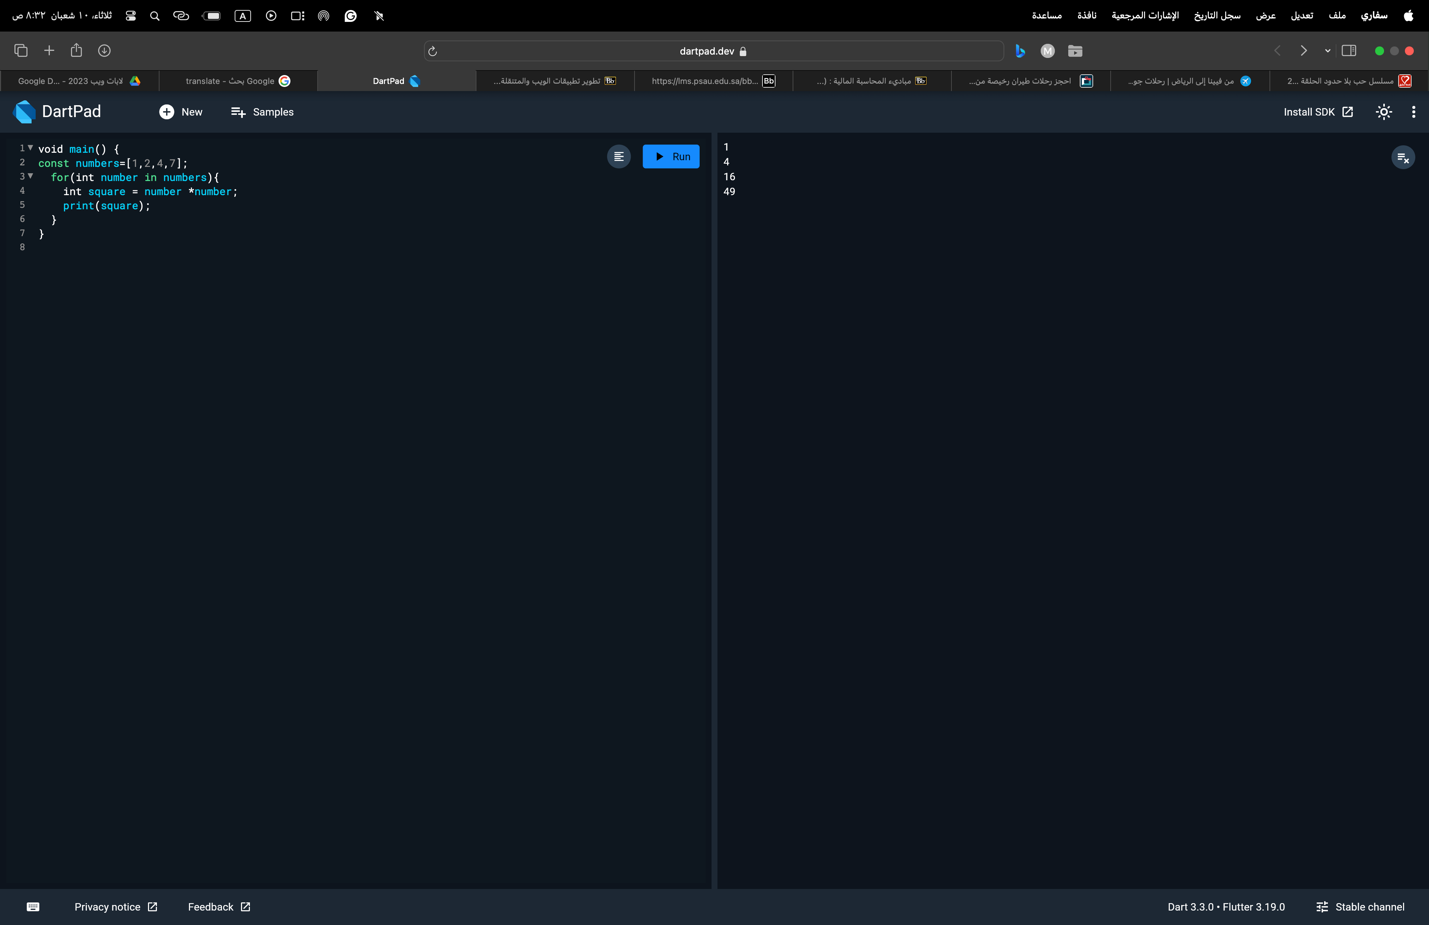 سفاري ملف تعديل عرض سجل التاريخ الإشارات المرجعية نافذة مساعدة
A ثلاثاء، ١٠ شعبان ٨:٣٢ ص
dartpad.dev
M
مسلسل حب بلا حدود الحلقة 2...
من فيينا إلى الرياض | رحلات جو...
احجز رحلات طيران رخيصة من...
مباديء المحاسبة المالية : (...
https://lms.psau.edu.sa/bb... Bb
تطوير تطبيقات الويب والمتنقلة...
DartPad
translate - بحث Google
لابات ويب 2023 - Google D...
DartPad New Samples Install SDK
Run
1 void main() {
2 const numbers=[1,2,4,7];
3 for(int number in numbers){
4 int square = number *number;
5 print(square);
6 }
7 }
8
1
4
16
49
Privacy notice Feedback Dart 3.3.0 • Flutter 3.19.0 Stable channel